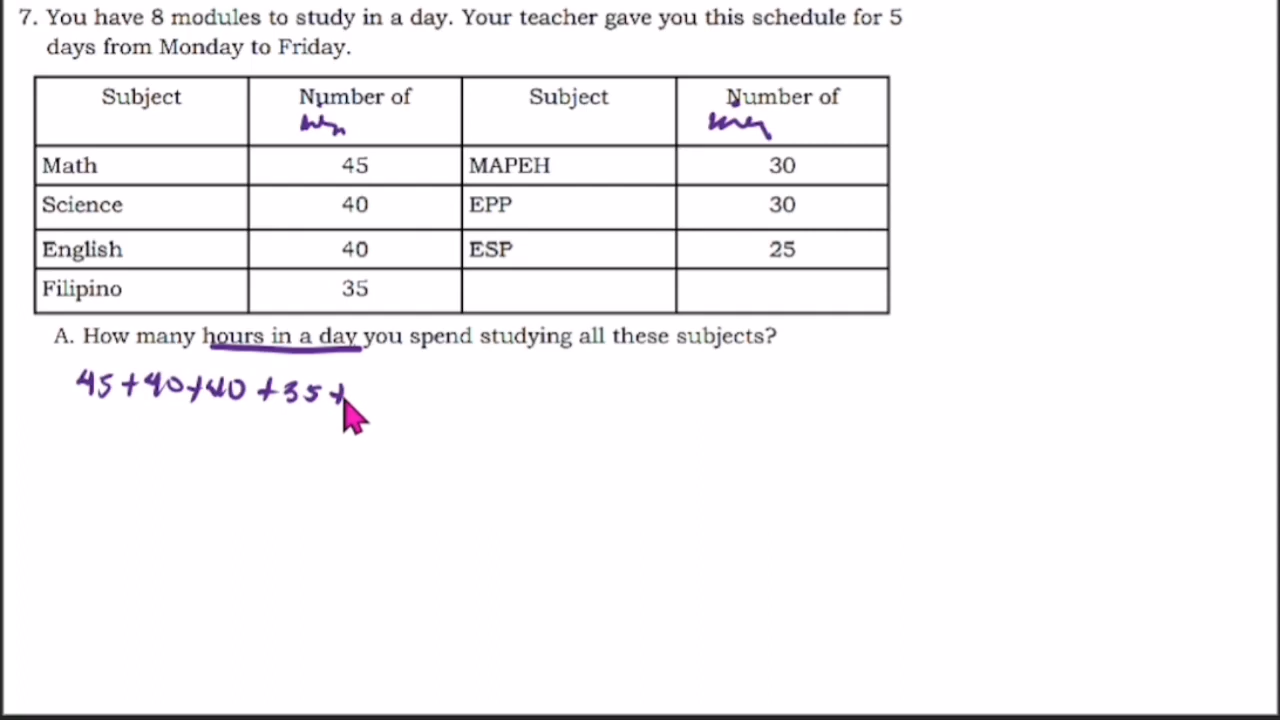 7. You have 8 modules to study in a day. Your teacher gave you this schedule for 5
days from Monday to Friday.
Subject Number of Subject Number of
Math 45 MAPEH 30
Science 40 EPP 30
English 40 ESP 25
Filipino 35
A. How many hours in a day you spend studying all these subjects?
45+40+40+35+